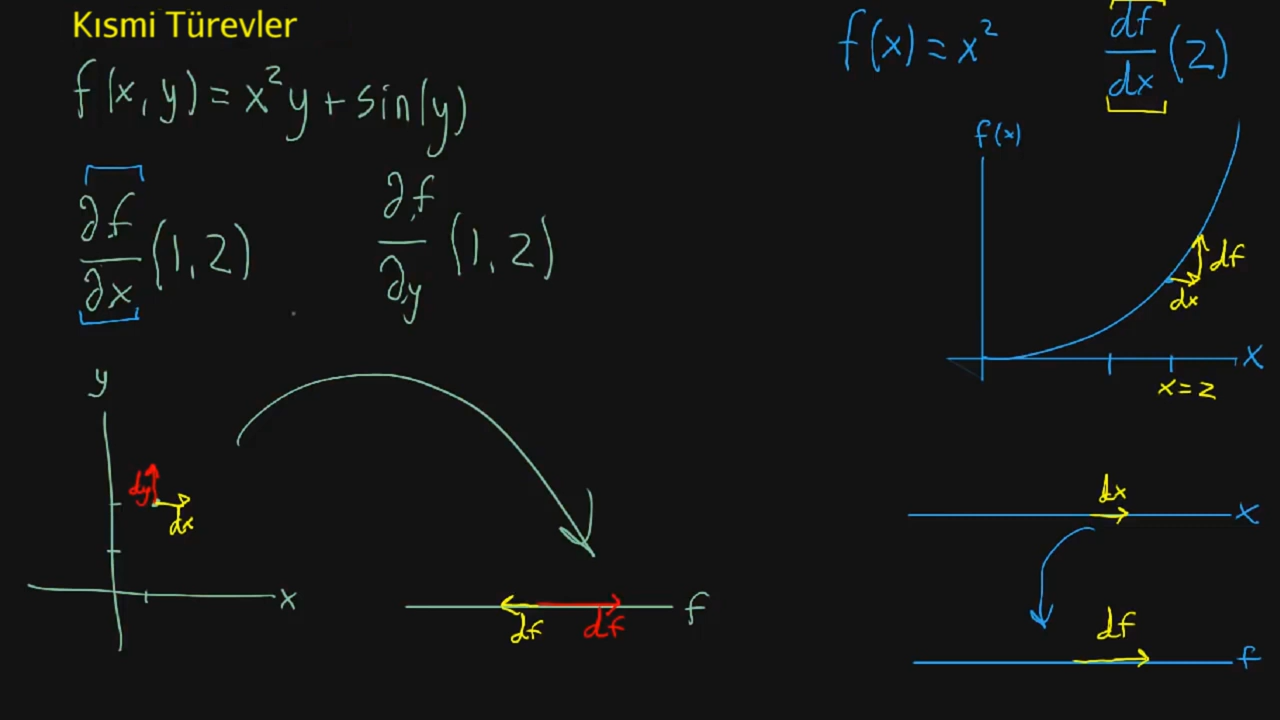 Kısmi Türevler
f(x, y) = x²y + sin(y)
∂f/∂x (1, 2)    ∂f/∂y (1, 2)
y
dy
dx
x
df df f
f(x) = x²    df/dx (2)
f(x)
df
dx
x
x=2
dx
x
df
f